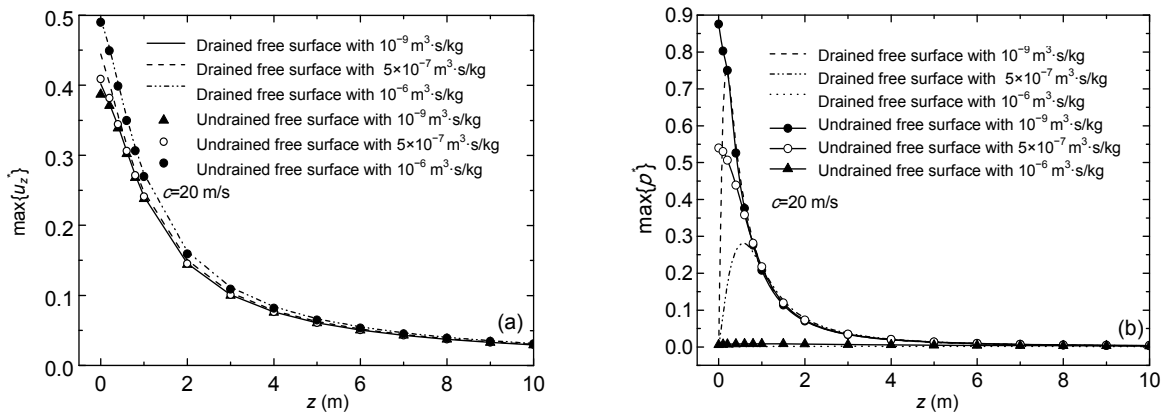 max{u*z}
0.5
0.4
0.3
0.2
0.1
0.0
Drained free surface with 10⁻⁹ m³·s/kg
Drained free surface with 5×10⁻⁷ m³·s/kg
Drained free surface with 10⁻⁶ m³·s/kg
Undrained free surface with 10⁻⁹ m³·s/kg
Undrained free surface with 5×10⁻⁷ m³·s/kg
Undrained free surface with 10⁻⁶ m³·s/kg
c=20 m/s
(a)
0 2 4 6 8 10
z (m)
max{p*}
1.0
0.9
0.8
0.7
0.6
0.5
0.4
0.3
0.2
0.1
0.0
Drained free surface with 10⁻⁹ m³·s/kg
Drained free surface with 5×10⁻⁷ m³·s/kg
Drained free surface with 10⁻⁶ m³·s/kg
Undrained free surface with 10⁻⁹ m³·s/kg
Undrained free surface with 5×10⁻⁷ m³·s/kg
Undrained free surface with 10⁻⁶ m³·s/kg
c=20 m/s
(b)
0 2 4 6 8 10
z (m)